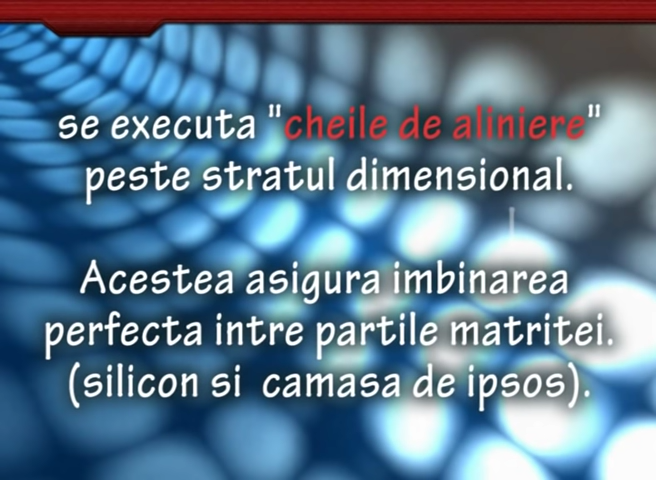 se executa "cheile de aliniere"
peste stratul dimensional.
Acestea asigura imbinarea
perfecta intre partile matritei.
(silicon si camasa de ipsos).